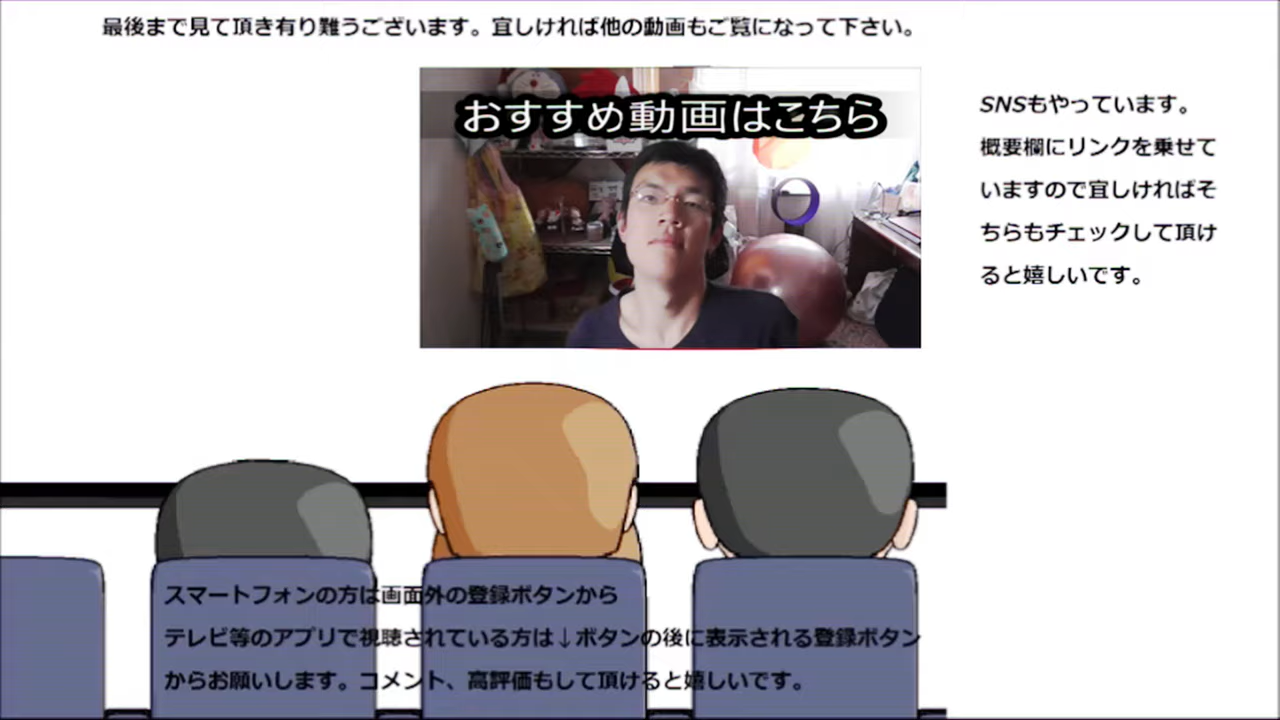 最後まで見て頂き有り難うございます。宜しければ他の動画もご覧になって下さい。
おすすめ動画はこちら
SNSもやっています。
概要欄にリンクを乗せて
いますので宜しければそ
ちらもチェックして頂け
ると嬉しいです。
スマートフォンの方は画面外の登録ボタンから
テレビ等のアプリで視聴されている方は↓ボタンの後に表示される登録ボタン
からお願いします。コメント、高評価もして頂けると嬉しいです。